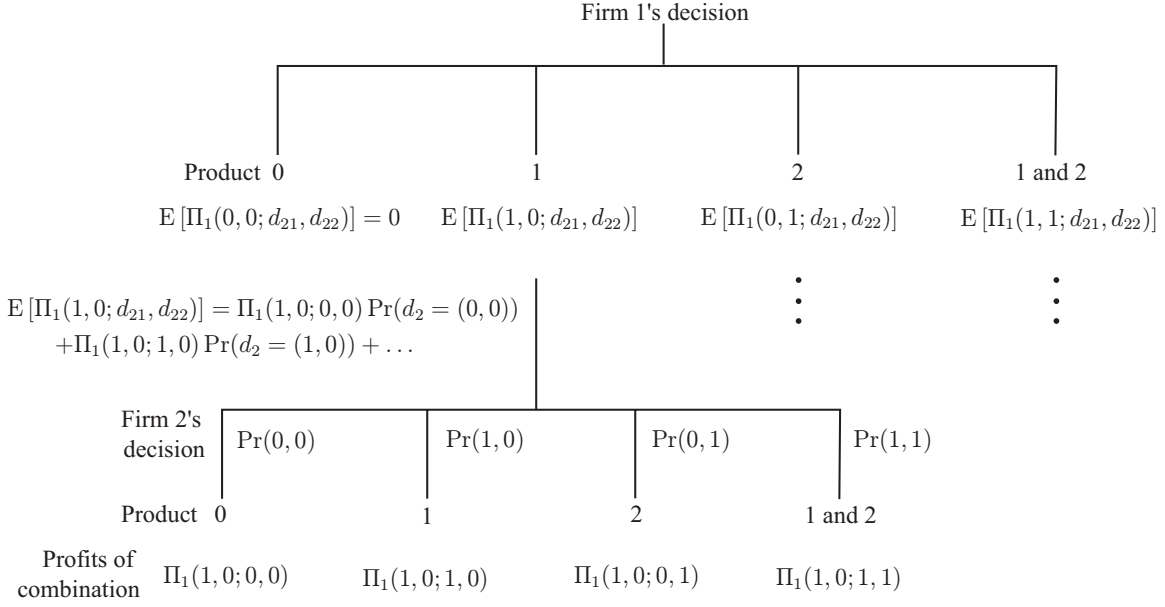 Firm 1's decision
Product 0 1 2 1 and 2
E [Π₁(0, 0; d₂₁, d₂₂)] = 0 E [Π₁(1, 0; d₂₁, d₂₂)] E [Π₁(0, 1; d₂₁, d₂₂)] E [Π₁(1, 1; d₂₁, d₂₂)]
E [Π₁(1, 0; d₂₁, d₂₂)] = Π₁(1, 0; 0, 0) Pr(d₂ = (0, 0))
+Π₁(1, 0; 1, 0) Pr(d₂ = (1, 0)) + . . .
Firm 2's
decision
Pr(0, 0) Pr(1, 0) Pr(0, 1) Pr(1, 1)
Product 0 1 2 1 and 2
Profits of
combination
Π₁(1, 0; 0, 0) Π₁(1, 0; 1, 0) Π₁(1, 0; 0, 1) Π₁(1, 0; 1, 1)